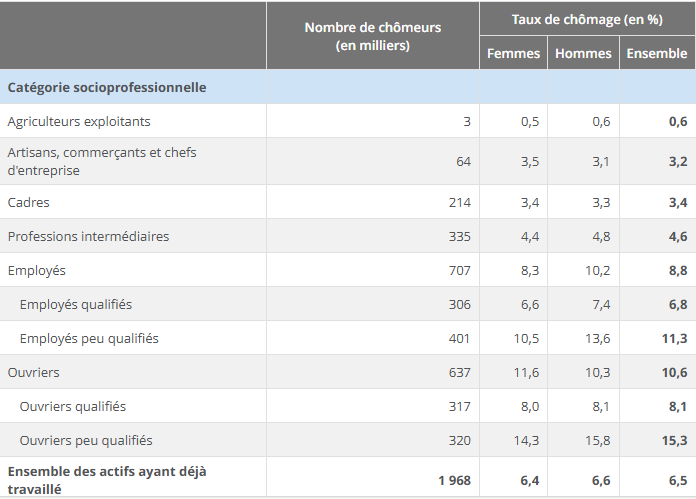 Nombre de chômeurs
(en milliers)
Taux de chômage (en %)
Femmes Hommes Ensemble
Catégorie socioprofessionnelle
Agriculteurs exploitants 3 0,5 0,6 0,6
Artisans, commerçants et chefs
d'entreprise 64 3,5 3,1 3,2
Cadres 214 3,4 3,3 3,4
Professions intermédiaires 335 4,4 4,8 4,6
Employés 707 8,3 10,2 8,8
Employés qualifiés 306 6,6 7,4 6,8
Employés peu qualifiés 401 10,5 13,6 11,3
Ouvriers 637 11,6 10,3 10,6
Ouvriers qualifiés 317 8,0 8,1 8,1
Ouvriers peu qualifiés 320 14,3 15,8 15,3
Ensemble des actifs ayant déjà
travaillé 1 968 6,4 6,6 6,5